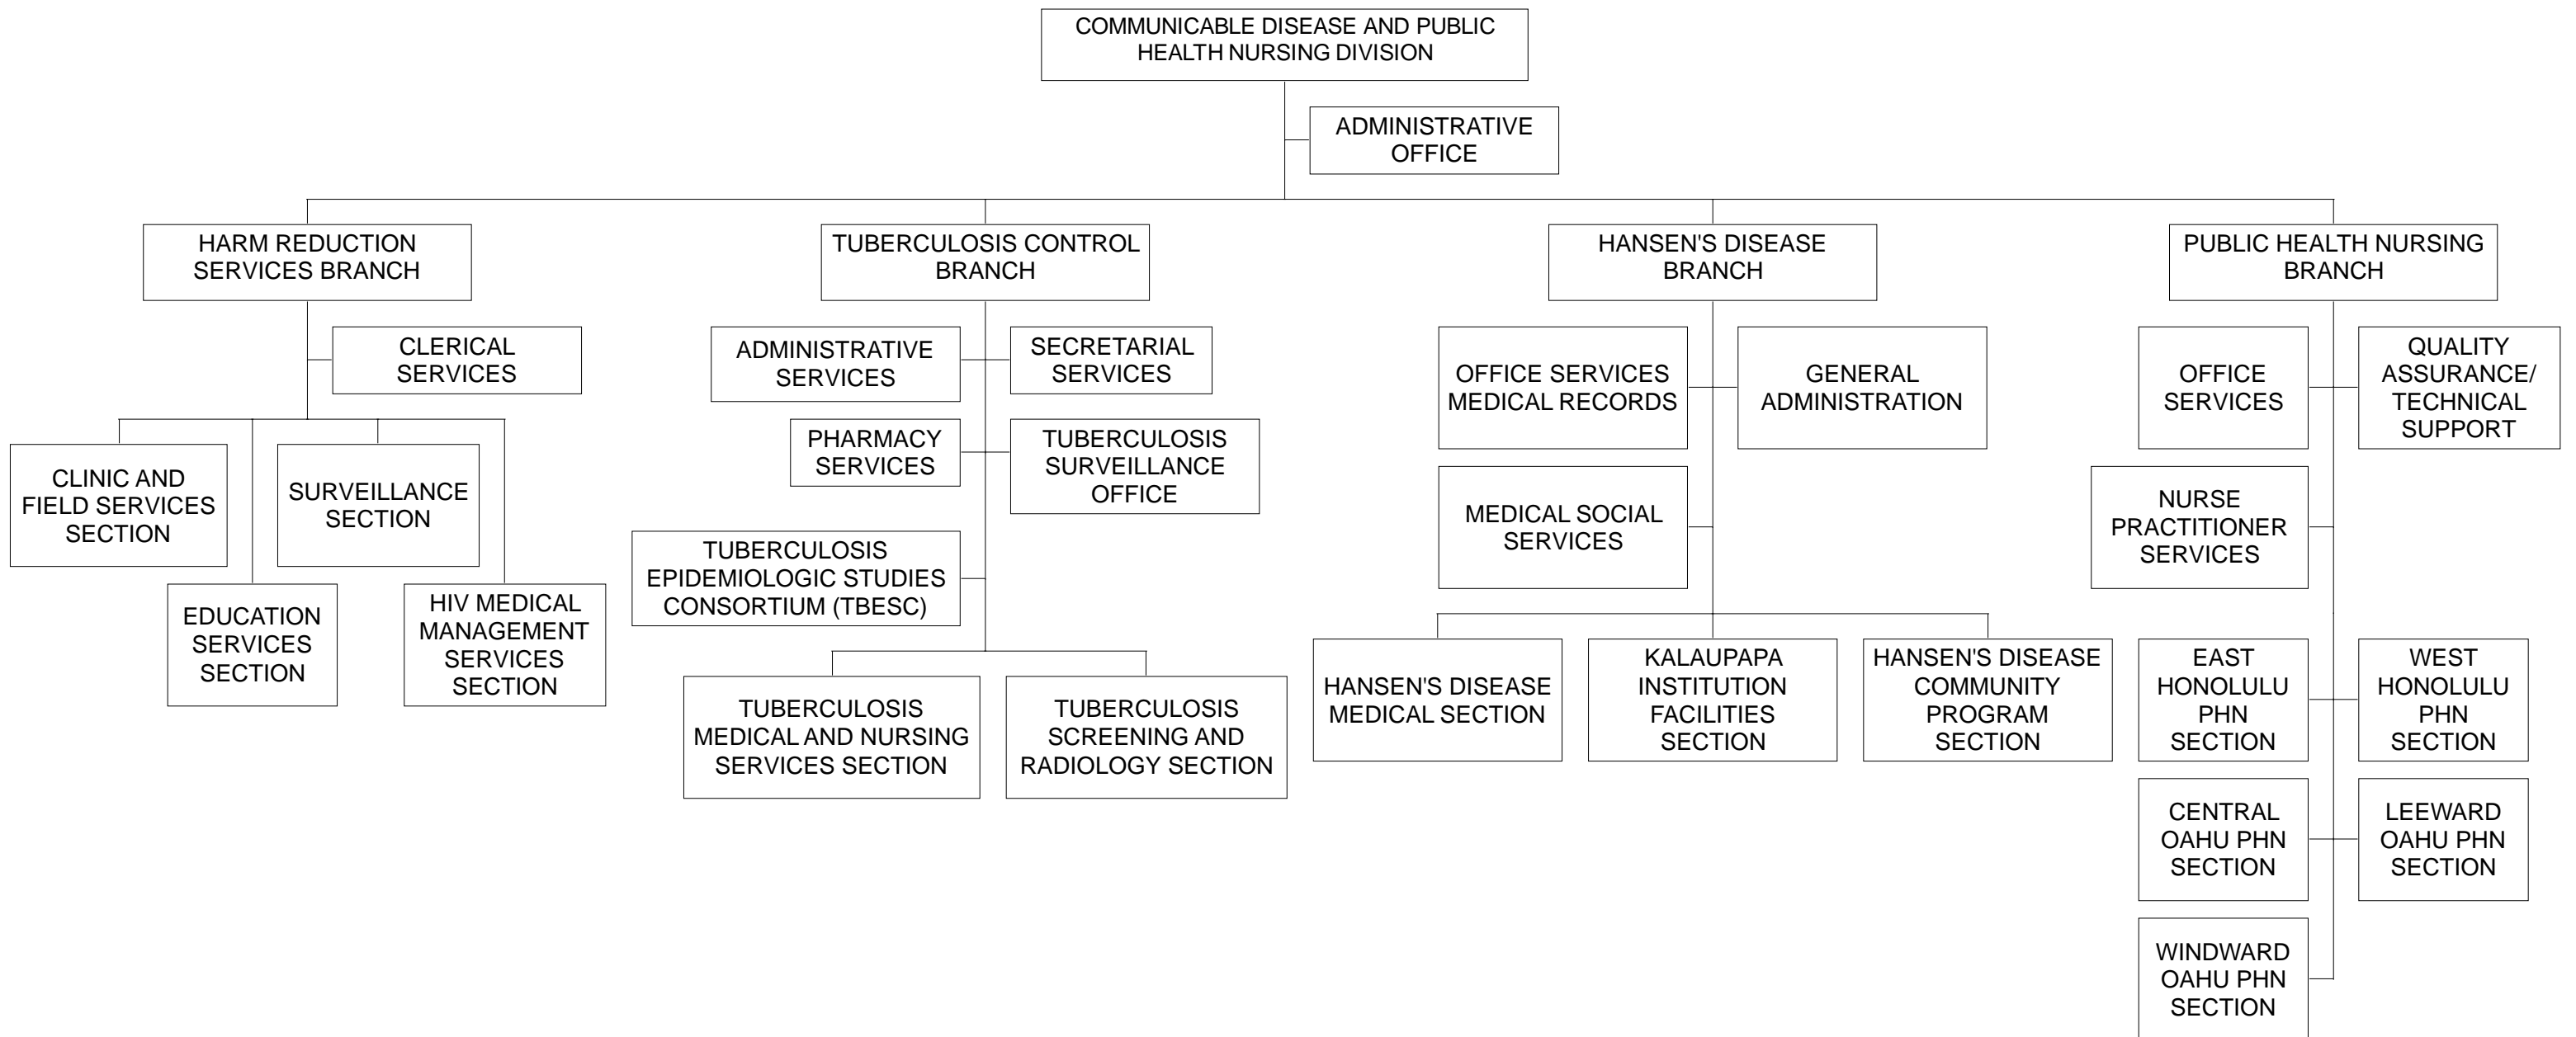 COMMUNICABLE DISEASE AND PUBLIC
HEALTH NURSING DIVISION
ADMINISTRATIVE
OFFICE
HARM REDUCTION
SERVICES BRANCH
CLERICAL
SERVICES
CLINIC AND
FIELD SERVICES
SECTION
EDUCATION
SERVICES
SECTION
SURVEILLANCE
SECTION
HIV MEDICAL
MANAGEMENT
SERVICES
SECTION
TUBERCULOSIS CONTROL
BRANCH
ADMINISTRATIVE
SERVICES
SECRETARIAL
SERVICES
PHARMACY
SERVICES
TUBERCULOSIS
SURVEILLANCE
OFFICE
TUBERCULOSIS
EPIDEMIOLOGIC STUDIES
CONSORTIUM (TBESC)
TUBERCULOSIS
MEDICAL AND NURSING
SERVICES SECTION
TUBERCULOSIS
SCREENING AND
RADIOLOGY SECTION
HANSEN'S DISEASE
BRANCH
OFFICE SERVICES
MEDICAL RECORDS
GENERAL
ADMINISTRATION
MEDICAL SOCIAL
SERVICES
HANSEN'S DISEASE
MEDICAL SECTION
KALAUPAPA
INSTITUTION
FACILITIES
SECTION
HANSEN'S DISEASE
COMMUNITY
PROGRAM
SECTION
PUBLIC HEALTH NURSING
BRANCH
OFFICE
SERVICES
QUALITY
ASSURANCE/
TECHNICAL
SUPPORT
NURSE
PRACTITIONER
SERVICES
EAST
HONOLULU
PHN
SECTION
WEST
HONOLULU
PHN
SECTION
CENTRAL
OAHU PHN
SECTION
LEEWARD
OAHU PHN
SECTION
WINDWARD
OAHU PHN
SECTION